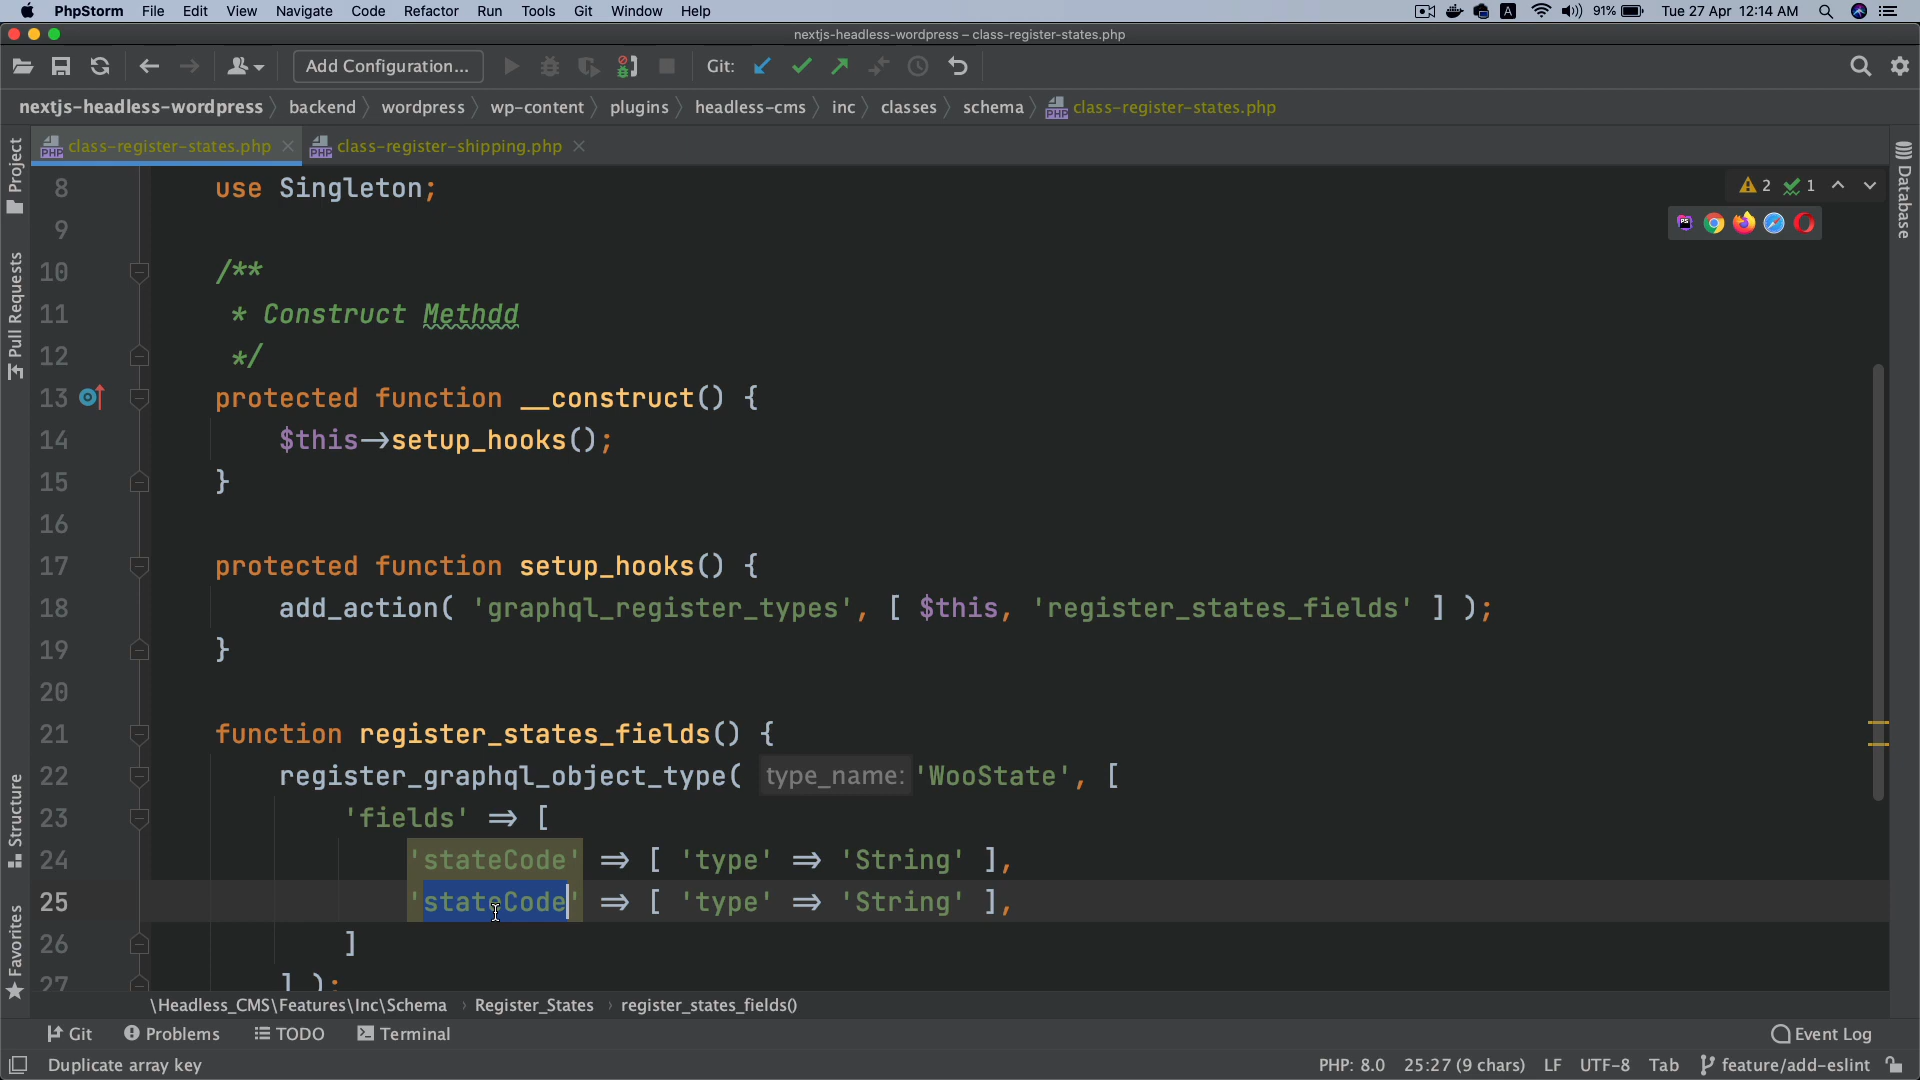 PhpStorm File Edit View Navigate Code Refactor Run Tools Git Window Help A 91% Tue 27 Apr 12:14 AM
nextjs-headless-wordpress – class-register-states.php
Add Configuration... Git:
nextjs-headless-wordpress backend wordpress wp-content plugins headless-cms inc classes schema class-register-states.php
class-register-states.php class-register-shipping.php
Project
Pull Requests
Structure
Favorites
Database
2 1
8 use Singleton;
9
10 /**
11 * Construct Methdd
12 */
13 protected function __construct() {
14 $this->setup_hooks();
15 }
16
17 protected function setup_hooks() {
18 add_action( 'graphql_register_types', [ $this, 'register_states_fields' ] );
19 }
20
21 function register_states_fields() {
22 register_graphql_object_type( type_name: 'WooState', [
23 'fields' => [
24 'stateCode' => [ 'type' => 'String' ],
25 'stateCode' => [ 'type' => 'String' ],
26 ]
27 ] );
\Headless_CMS\Features\Inc\Schema Register_States register_states_fields()
Git Problems TODO Terminal Event Log
Duplicate array key PHP: 8.0 25:27 (9 chars) LF UTF-8 Tab feature/add-eslint